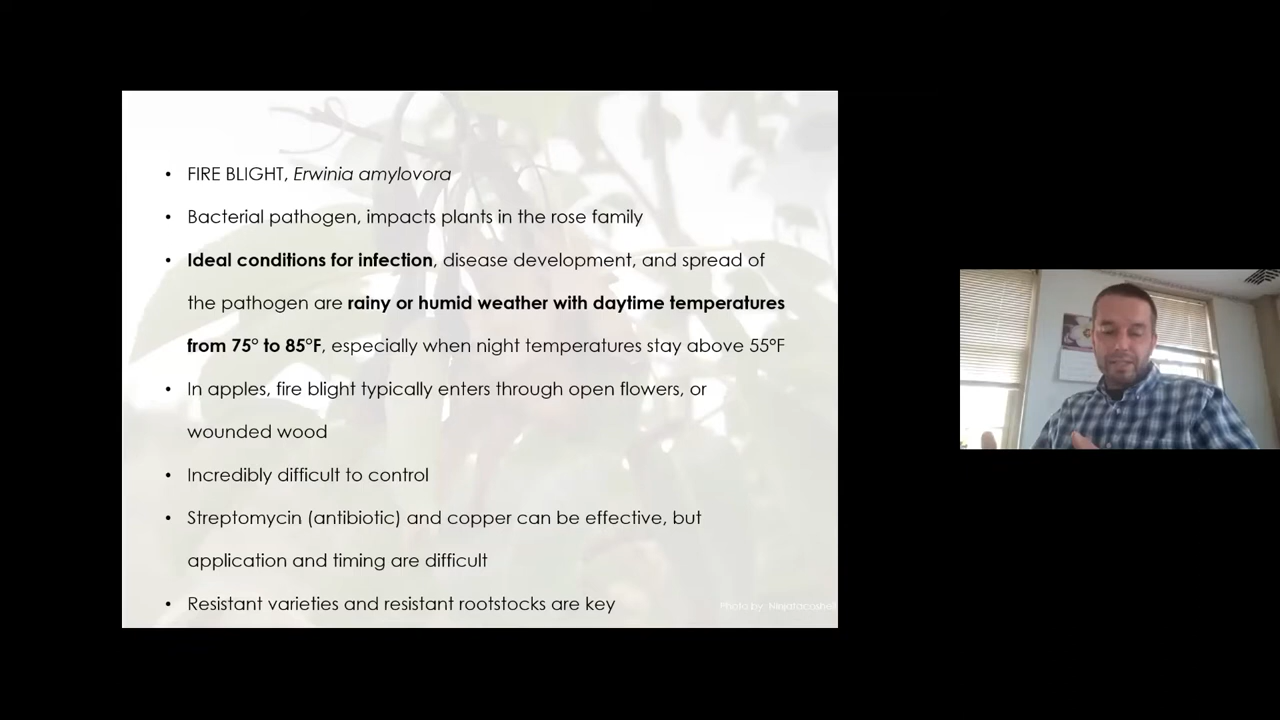 • FIRE BLIGHT, Erwinia amylovora
• Bacterial pathogen, impacts plants in the rose family
• Ideal conditions for infection, disease development, and spread of
the pathogen are rainy or humid weather with daytime temperatures
from 75° to 85°F, especially when night temperatures stay above 55°F
• In apples, fire blight typically enters through open flowers, or
wounded wood
• Incredibly difficult to control
• Streptomycin (antibiotic) and copper can be effective, but
application and timing are difficult
• Resistant varieties and resistant rootstocks are key
Photo by: